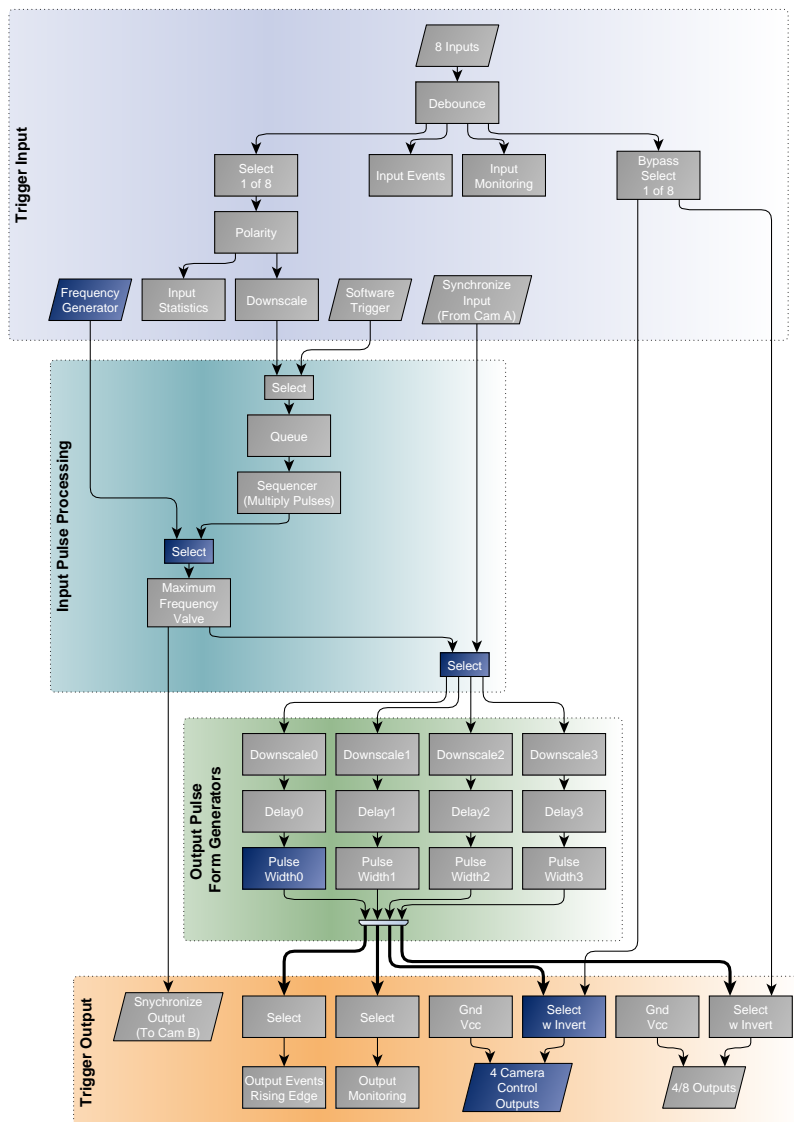 Trigger Input
8 Inputs
Debounce
Select
1 of 8
Input Events
Input
Monitoring
Bypass
Select
1 of 8
Polarity
Frequency
Generator
Input
Statistics
Downscale
Software
Trigger
Synchronize
Input
(From Cam A)
Input Pulse Processing
Select
Queue
Sequencer
(Multiply Pulses)
Select
Maximum
Frequency
Valve
Select
Output Pulse
Form Generators
Downscale0
Downscale1
Downscale2
Downscale3
Delay0
Delay1
Delay2
Delay3
Pulse
Width0
Pulse
Width1
Pulse
Width2
Pulse
Width3
Trigger Output
Snychronize
Output
(To Cam B)
Select
Select
Gnd
Vcc
Select
w Invert
Gnd
Vcc
Select
w Invert
Output Events
Rising Edge
Output
Monitoring
4 Camera
Control
Outputs
4/8 Outputs